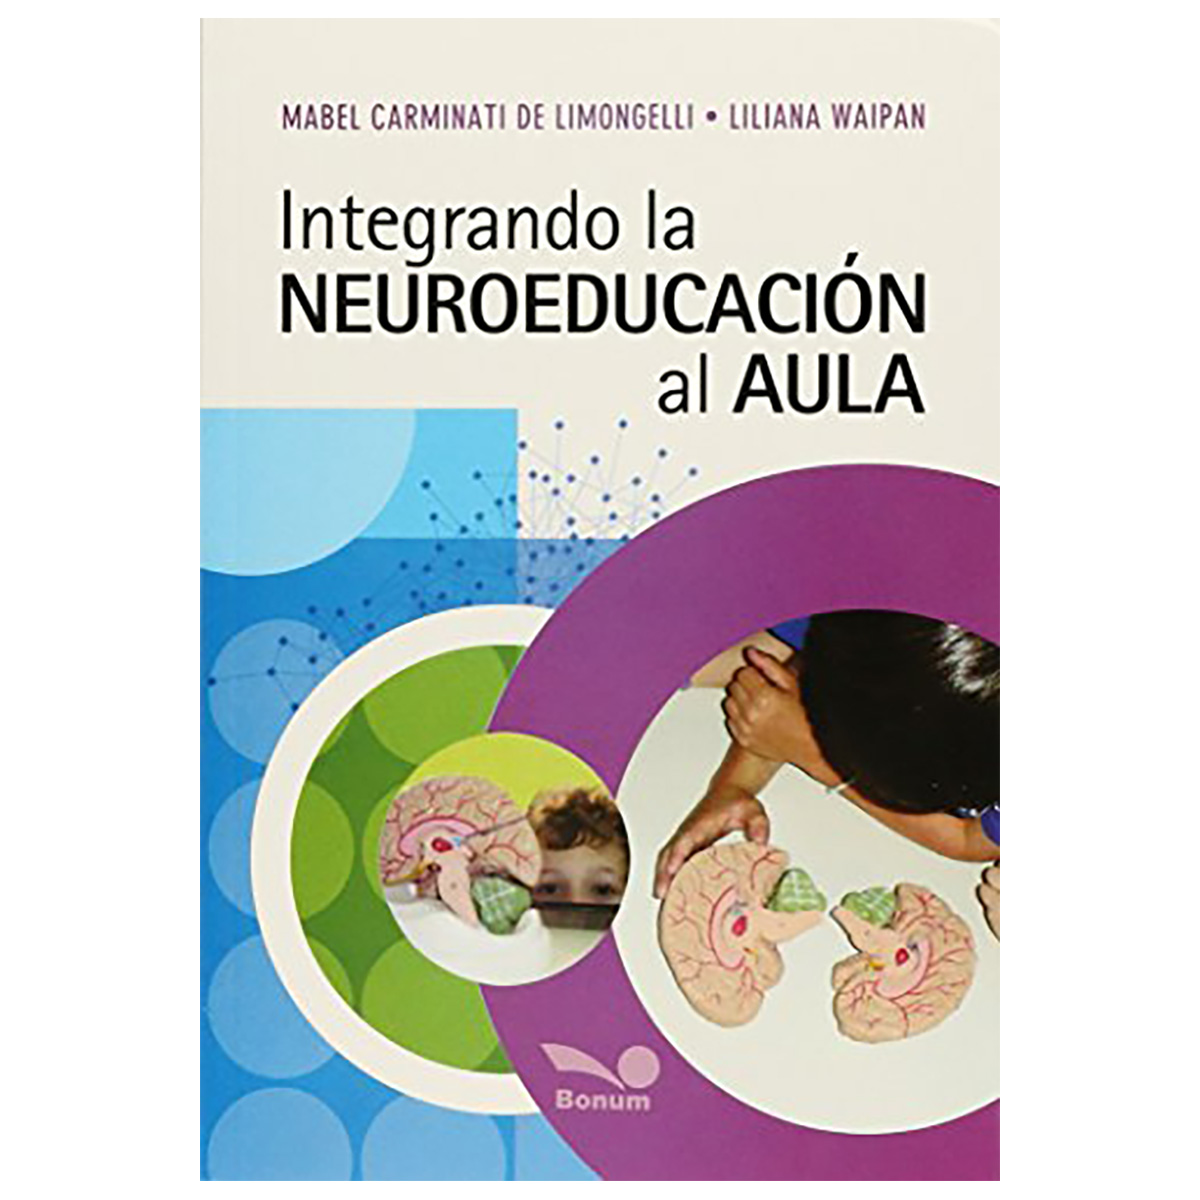 MABEL CARMINATI DE LIMONGELLI • LILIANA WAIPAN
Integrando la
NEUROEDUCACIÓN
al AULA
Bonum